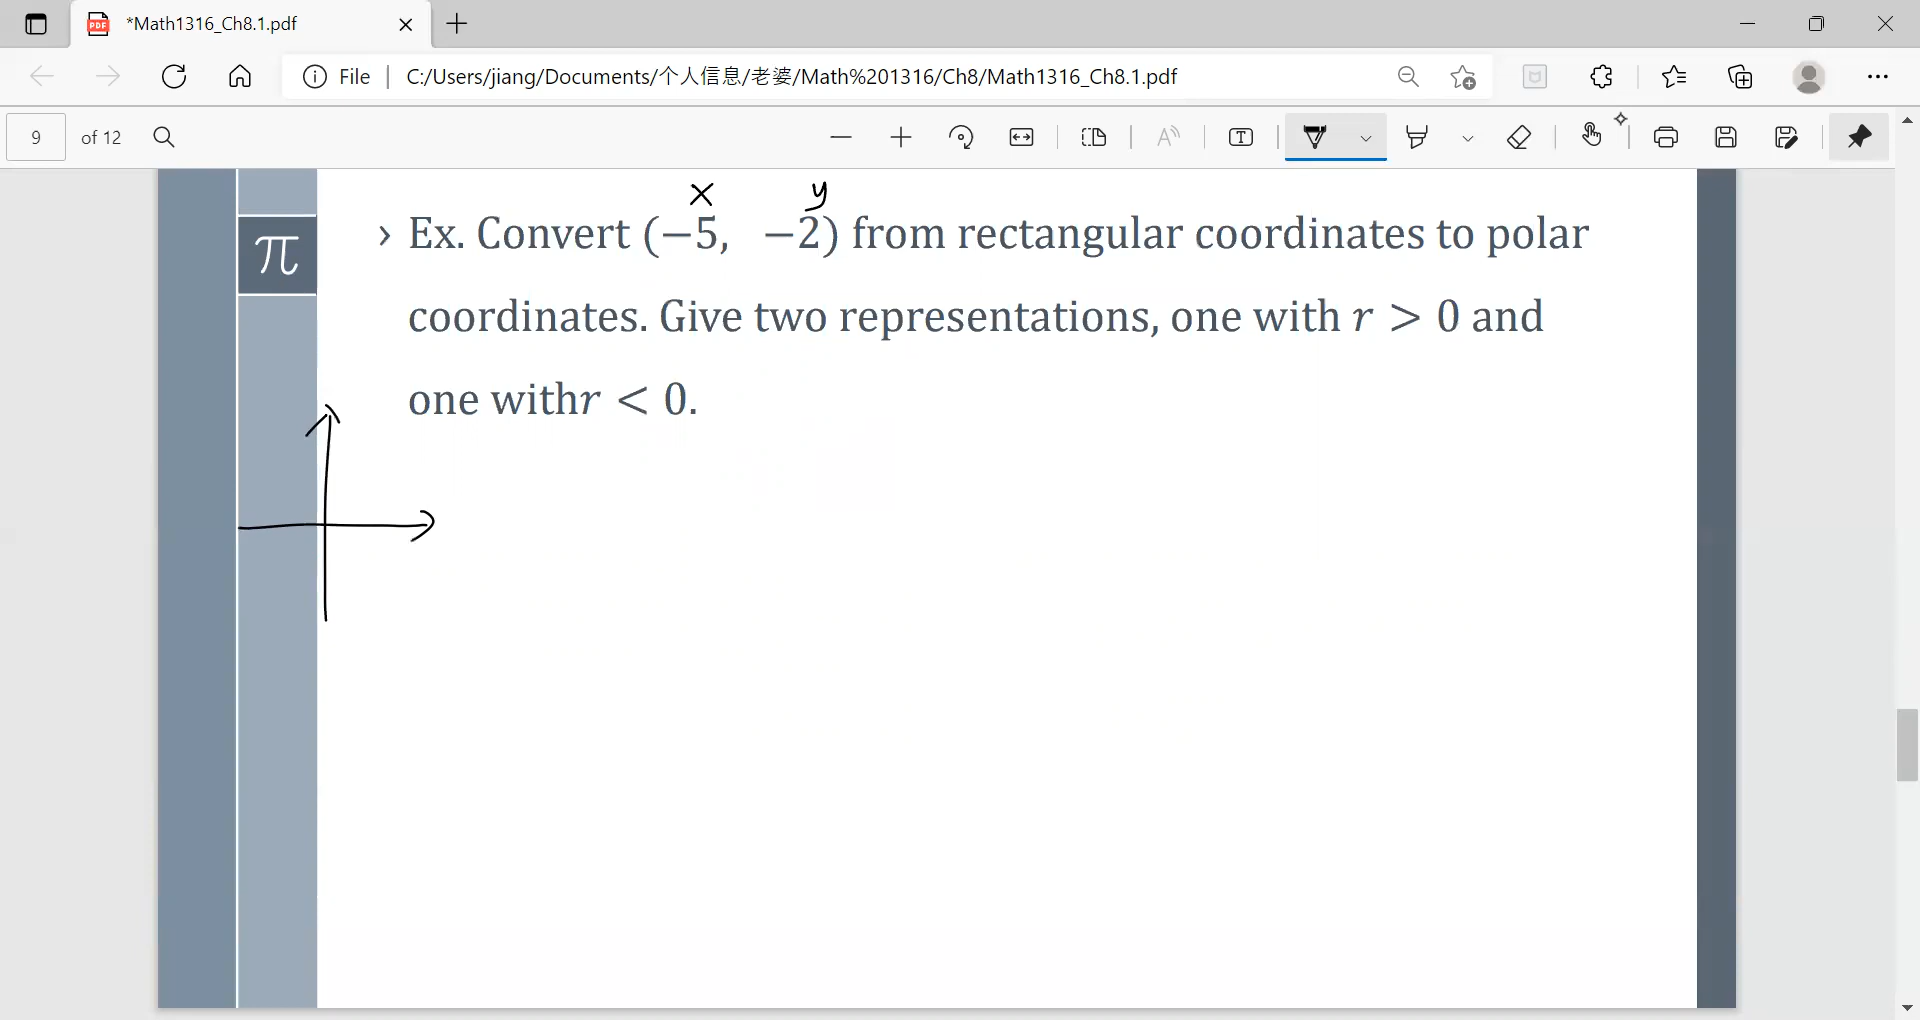 *Math1316_Ch8.1.pdf
File C:/Users/jiang/Documents/个人信息/老婆/Math%201316/Ch8/Math1316_Ch8.1.pdf
9 of 12
x y
π
› Ex. Convert (−5, −2) from rectangular coordinates to polar
coordinates. Give two representations, one with r > 0 and
one withr < 0.